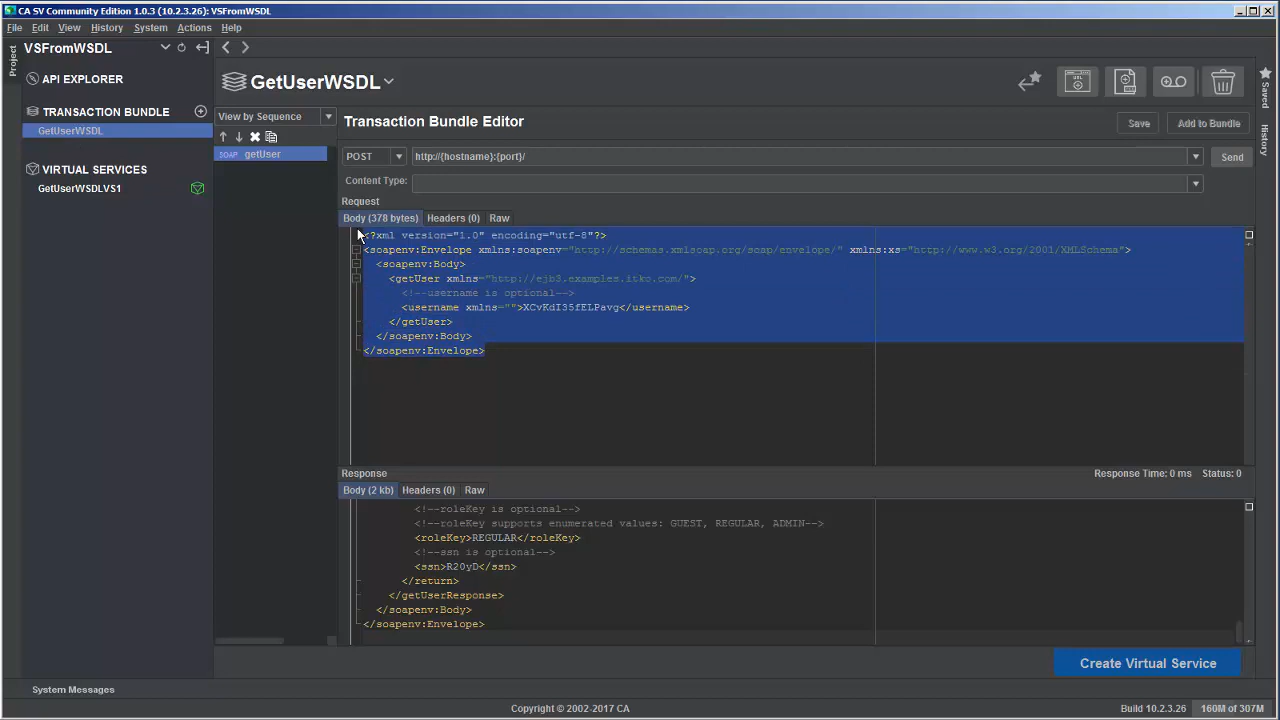 CA SV Community Edition 1.0.3 (10.2.3.26): VSFromWSDL
File Edit View History System Actions Help
Project
VSFromWSDL
API EXPLORER
TRANSACTION BUNDLE
GetUserWSDL
VIRTUAL SERVICES
GetUserWSDLVS1
GetUserWSDL
View by Sequence
SOAP getUser
Transaction Bundle Editor
Save
Add to Bundle
POST
http://{hostname}:{port}/
Send
Content Type:
Request
Body (378 bytes) Headers (0) Raw
<?xml version="1.0" encoding="utf-8"?>
<soapenv:Envelope xmlns:soapenv="http://schemas.xmlsoap.org/soap/envelope/" xmlns:xs="http://www.w3.org/2001/XMLSchema">
<soapenv:Body>
<getUser xmlns="http://ejb3.examples.itko.com/">
<!--username is optional-->
<username xmlns="">XCvKdI35fELPavg</username>
</getUser>
</soapenv:Body>
</soapenv:Envelope>
Response
Response Time: 0 ms Status: 0
Body (2 kb) Headers (0) Raw
<!--roleKey is optional-->
<!--roleKey supports enumerated values: GUEST, REGULAR, ADMIN-->
<roleKey>REGULAR</roleKey>
<!--ssn is optional-->
<ssn>R20yD</ssn>
</return>
</getUserResponse>
</soapenv:Body>
</soapenv:Envelope>
Create Virtual Service
Saved
History
System Messages
Copyright © 2002-2017 CA
Build 10.2.3.26
160M of 307M